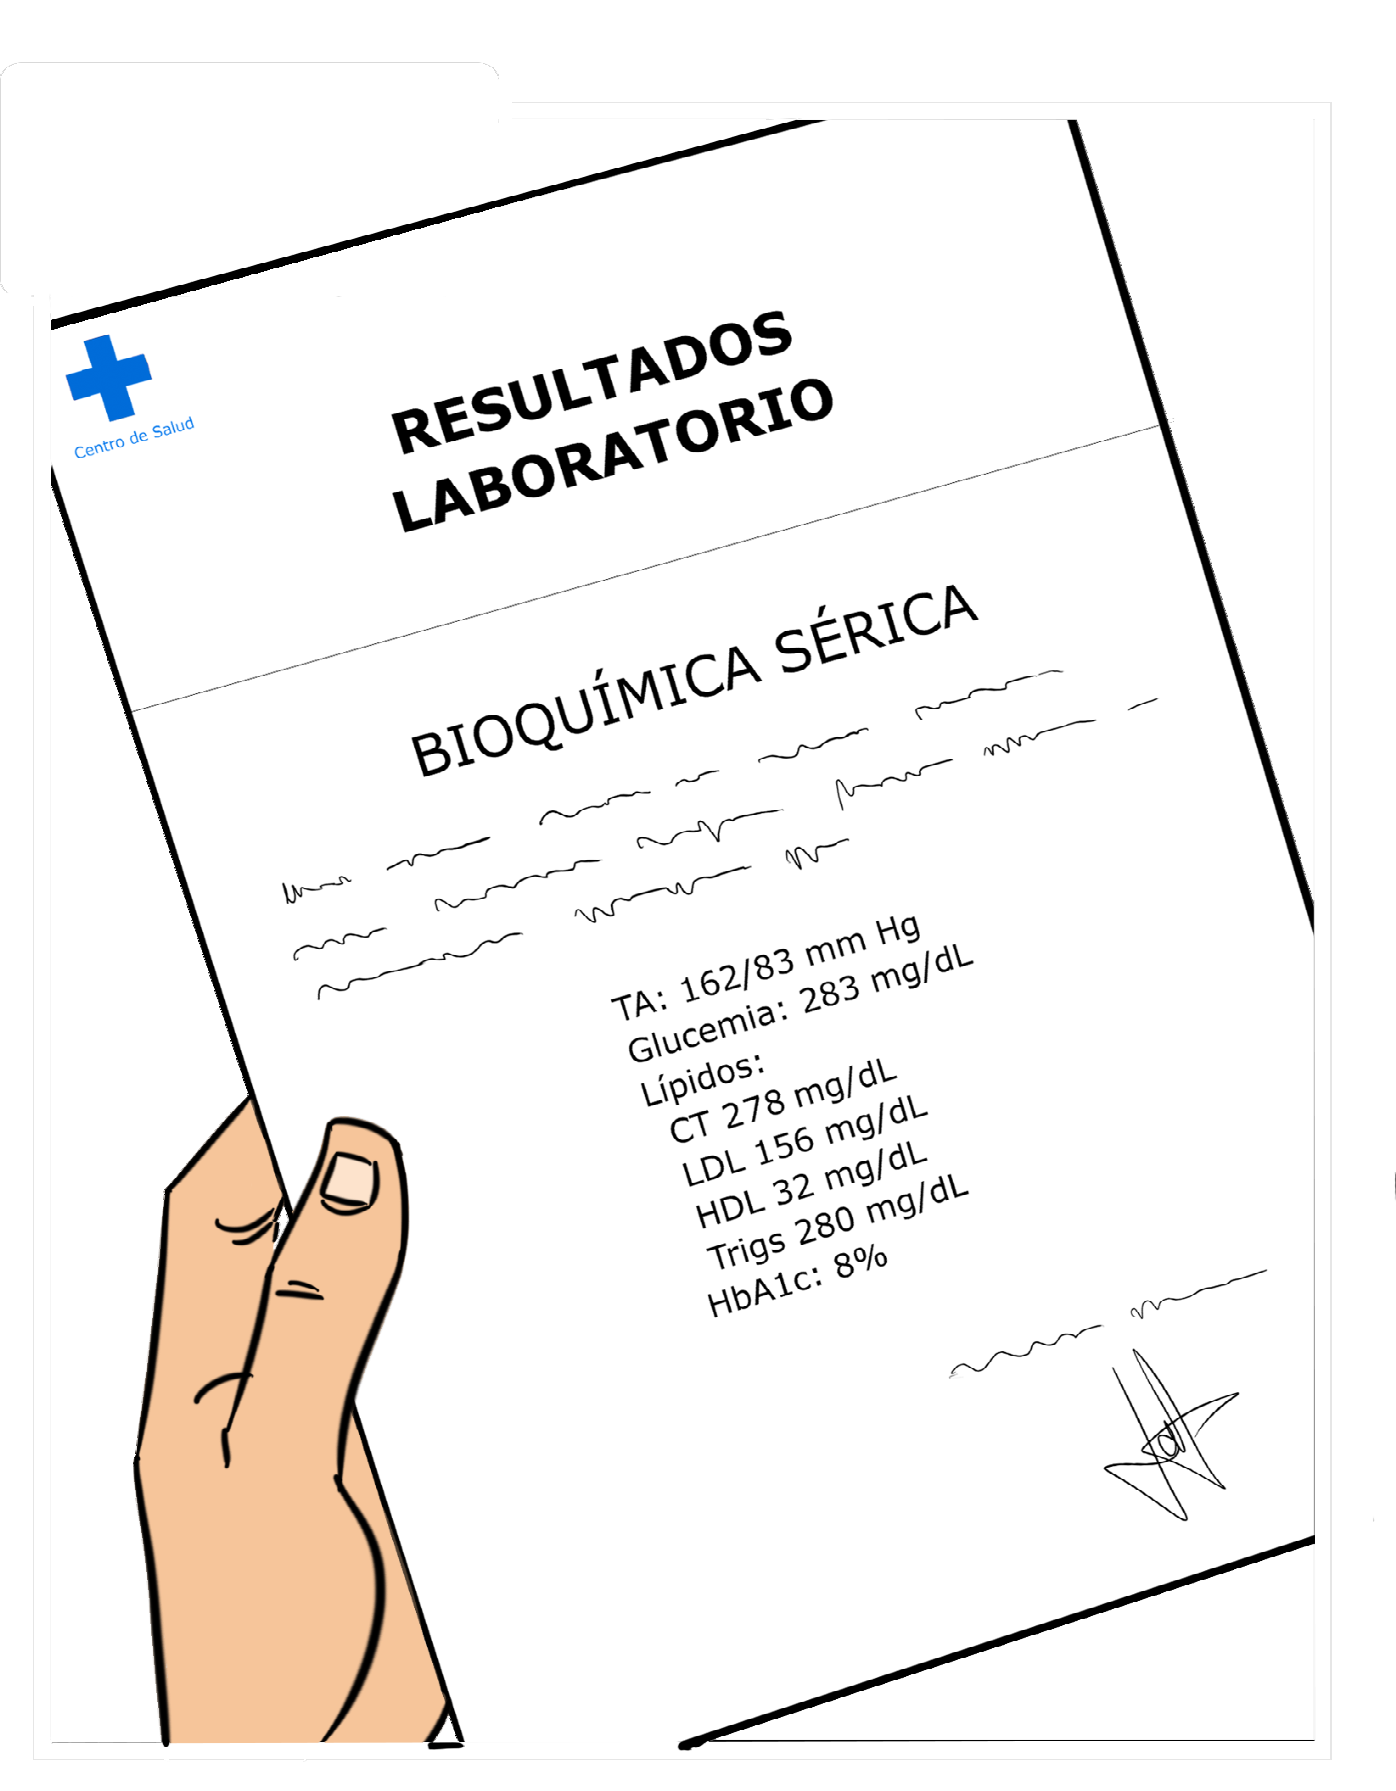 Centro de Salud
RESULTADOS
LABORATORIO
BIOQUÍMICA SÉRICA
TA: 162/83 mm Hg
Glucemia: 283 mg/dL
Lípidos:
CT 278 mg/dL
LDL 156 mg/dL
HDL 32 mg/dL
Trigs 280 mg/dL
HbA1c: 8%